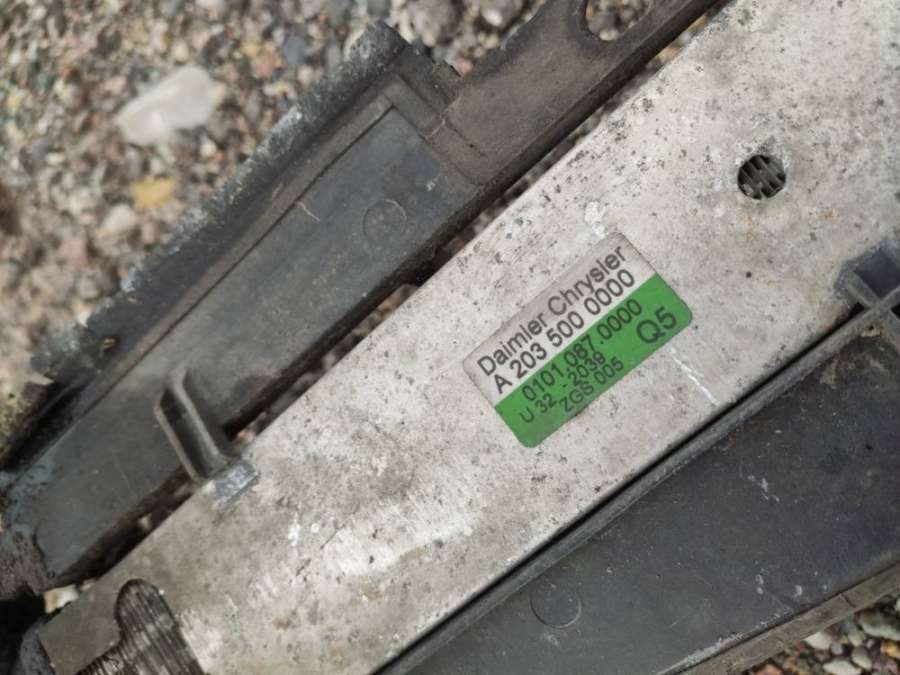 Daimler Chrysler
A 203 500 0000
0101.087.0000
U 32 - 2039
ZGS 005
Q5